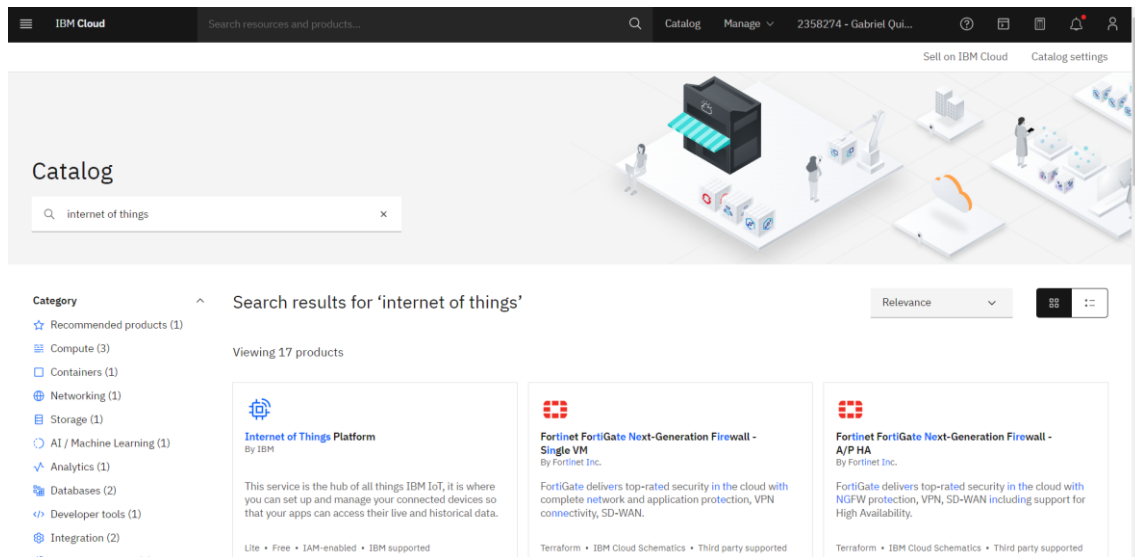 IBM Cloud
Search resources and products...
Catalog
Manage
2358274 - Gabriel Qui...
Sell on IBM Cloud
Catalog settings
Catalog
internet of things
Category
Recommended products (1)
Compute (3)
Containers (1)
Networking (1)
Storage (1)
AI / Machine Learning (1)
Analytics (1)
Databases (2)
Developer tools (1)
Integration (2)
Search results for ‘internet of things’
Relevance
Viewing 17 products
Internet of Things Platform
By IBM
This service is the hub of all things IBM IoT, it is where
you can set up and manage your connected devices so
that your apps can access their live and historical data.
Lite • Free • IAM-enabled • IBM supported
Fortinet FortiGate Next-Generation Firewall -
Single VM
By Fortinet Inc.
FortiGate delivers top-rated security in the cloud with
complete network and application protection, VPN
connectivity, SD-WAN.
Terraform • IBM Cloud Schematics • Third party supported
Fortinet FortiGate Next-Generation Firewall -
A/P HA
By Fortinet Inc.
FortiGate delivers top-rated security in the cloud with
NGFW protection, VPN, SD-WAN including support for
High Availability.
Terraform • IBM Cloud Schematics • Third party supported